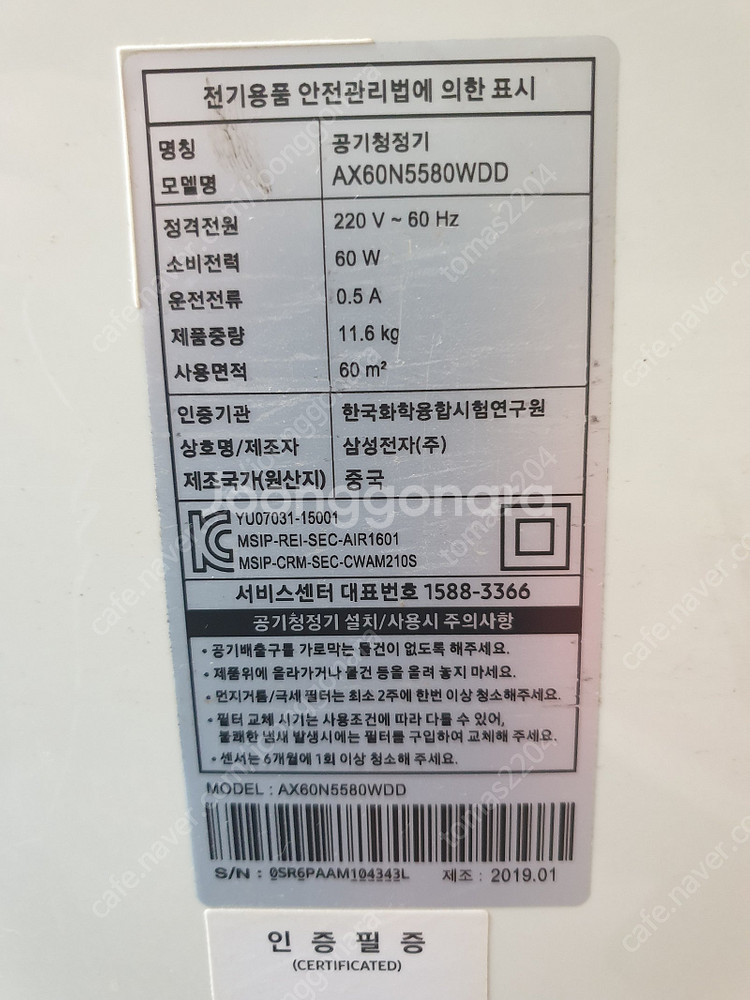 전기용품 안전관리법에 의한 표시
명칭 공기청정기
모델명 AX60N5580WDD
정격전원 220 V ~ 60 Hz
소비전력 60 W
운전전류 0.5 A
제품중량 11.6 kg
사용면적 60 m²
인증기관 한국화학융합시험연구원
상호명/제조자 삼성전자(주)
제조국가(원산지) 중국
joonggonara
YU07031-15001
MSIP-REI-SEC-AIR1601
MSIP-CRM-SEC-CWAM210S
서비스센터 대표번호 1588-3366
공기청정기 설치/사용시 주의사항
• 공기배출구를 가로막는 물건이 없도록 해주세요.
• 제품위에 올라가거나 물건 등을 올려 놓지 마세요.
• 먼지거름/극세 필터는 최소 2주에 한번 이상 청소해주세요.
• 필터 교체 시기는 사용조건에 따라 다를 수 있어,
불쾌한 냄새 발생시에는 필터를 구입하여 교체해 주세요.
• 센서는 6개월에 1회 이상 청소해 주세요.
MODEL : AX60N5580WDD
S/N : 0SR6PAAM104343L 제조 : 2019.01
인증필증
(CERTIFICATED)
cafe.naver.com/joonggonara
tomas2204